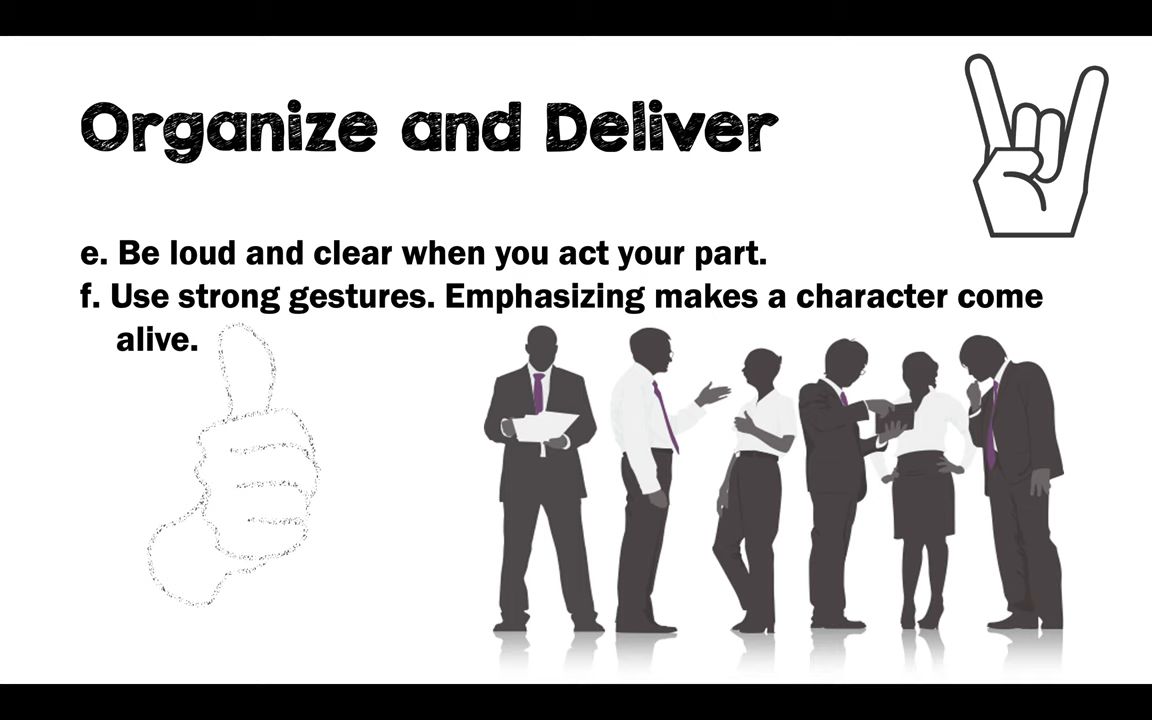 Organize and Deliver
e. Be loud and clear when you act your part.
f. Use strong gestures. Emphasizing makes a character come
alive.